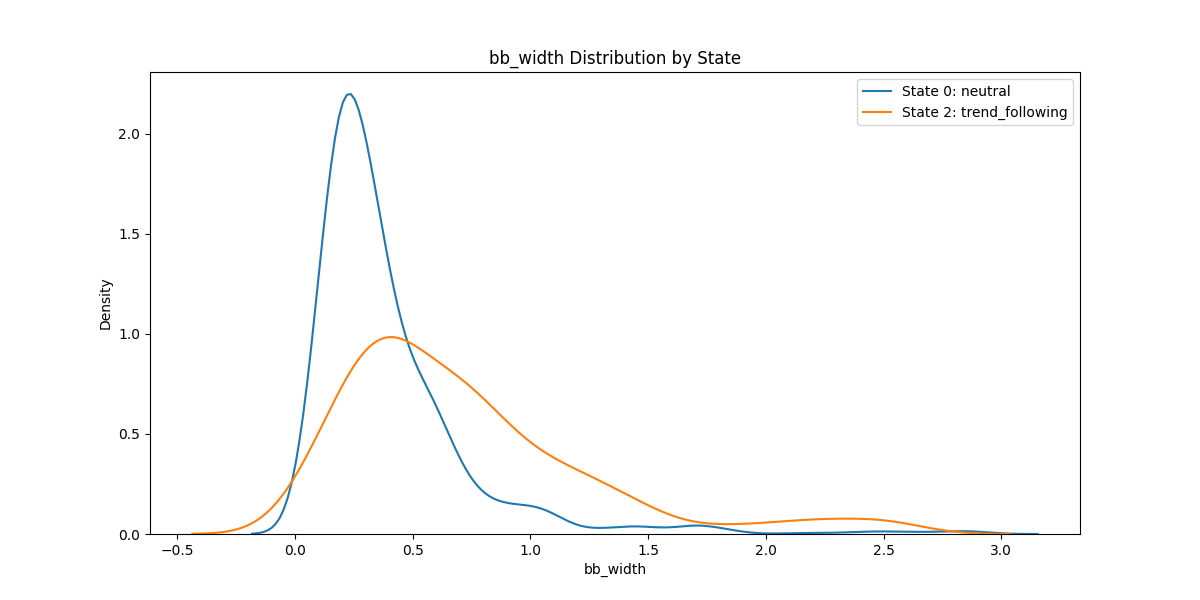 bb_width Distribution by State
State 0: neutral
State 2: trend_following
Density
2.0
1.5
1.0
0.5
0.0
−0.5
0.0
0.5
1.0
1.5
2.0
2.5
3.0
bb_width